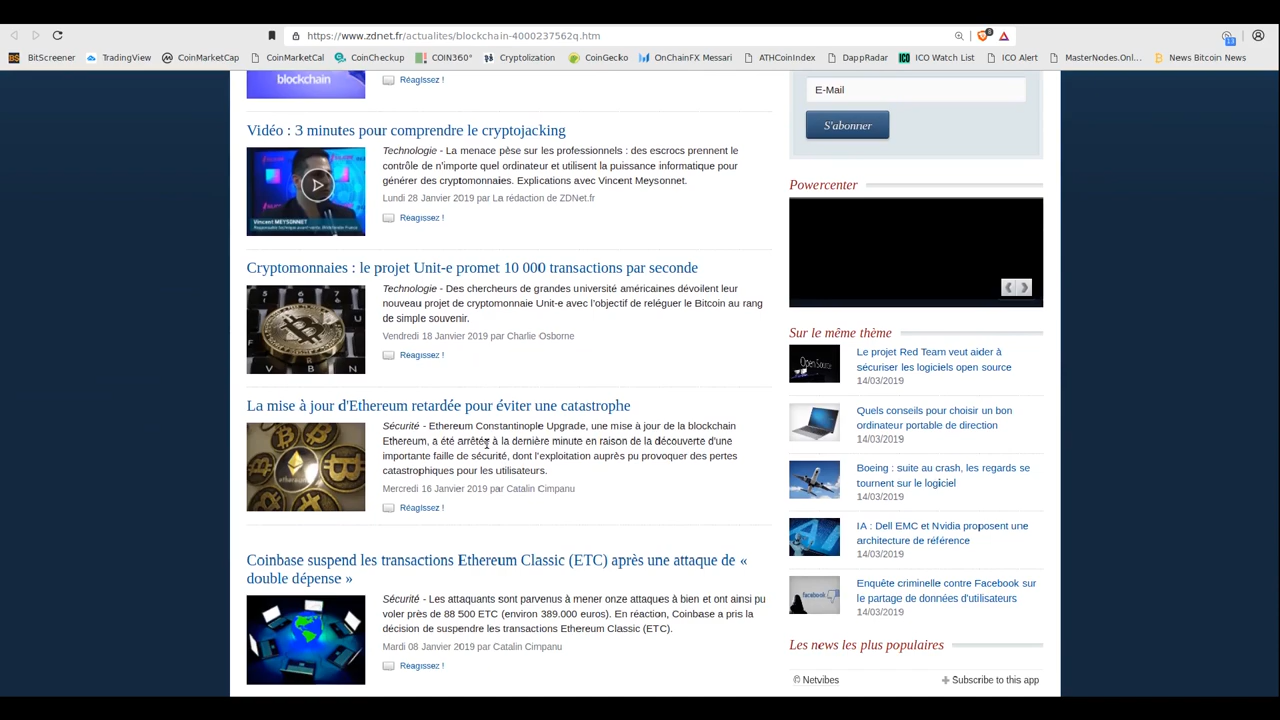 https://www.zdnet.fr/actualites/blockchain-4000237562q.htm
BitScreener TradingView CoinMarketCap CoinMarketCal CoinCheckup COIN360° Cryptolization CoinGecko OnChainFX Messari ATHCoinIndex DappRadar ICO Watch List ICO Alert MasterNodes.Onl... News Bitcoin News
blockchain
Réagissez !
Vidéo : 3 minutes pour comprendre le cryptojacking
Technologie - La menace pèse sur les professionnels : des escrocs prennent le
contrôle de n'importe quel ordinateur et utilisent la puissance informatique pour
générer des cryptomonnaies. Explications avec Vincent Meysonnet.
Lundi 28 Janvier 2019 par La rédaction de ZDNet.fr
Réagissez !
Vincent MEYSONNET
Cryptomonnaies : le projet Unit-e promet 10 000 transactions par seconde
Technologie - Des chercheurs de grandes université américaines dévoilent leur
nouveau projet de cryptomonnaie Unit-e avec l'objectif de reléguer le Bitcoin au rang
de simple souvenir.
Vendredi 18 Janvier 2019 par Charlie Osborne
Réagissez !
La mise à jour d'Ethereum retardée pour éviter une catastrophe
Sécurité - Ethereum Constantinople Upgrade, une mise à jour de la blockchain
Ethereum, a été arrêtée à la dernière minute en raison de la découverte d'une
importante faille de sécurité, dont l'exploitation auprès pu provoquer des pertes
catastrophiques pour les utilisateurs.
Mercredi 16 Janvier 2019 par Catalin Cimpanu
Réagissez !
Coinbase suspend les transactions Ethereum Classic (ETC) après une attaque de «
double dépense »
Sécurité - Les attaquants sont parvenus à mener onze attaques à bien et ont ainsi pu
voler près de 88 500 ETC (environ 389.000 euros). En réaction, Coinbase a pris la
décision de suspendre les transactions Ethereum Classic (ETC).
Mardi 08 Janvier 2019 par Catalin Cimpanu
Réagissez !
E-Mail
S'abonner
Powercenter
Sur le même thème
Open Source
Le projet Red Team veut aider à
sécuriser les logiciels open source
14/03/2019
Quels conseils pour choisir un bon
ordinateur portable de direction
14/03/2019
Boeing : suite au crash, les regards se
tournent sur le logiciel
14/03/2019
IA : Dell EMC et Nvidia proposent une
architecture de référence
14/03/2019
facebook
Enquête criminelle contre Facebook sur
le partage de données d'utilisateurs
14/03/2019
Les news les plus populaires
© Netvibes Subscribe to this app